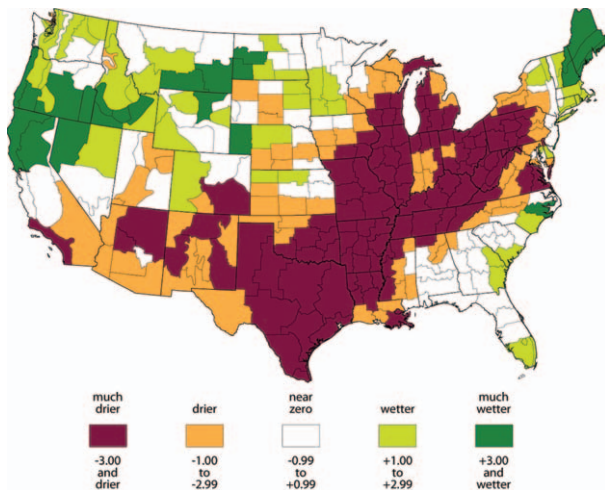 much
drier
drier
near
zero
wetter
much
wetter
-3.00
and
drier
-1.00
to
-2.99
-0.99
to
+0.99
+1.00
to
+2.99
+3.00
and
wetter